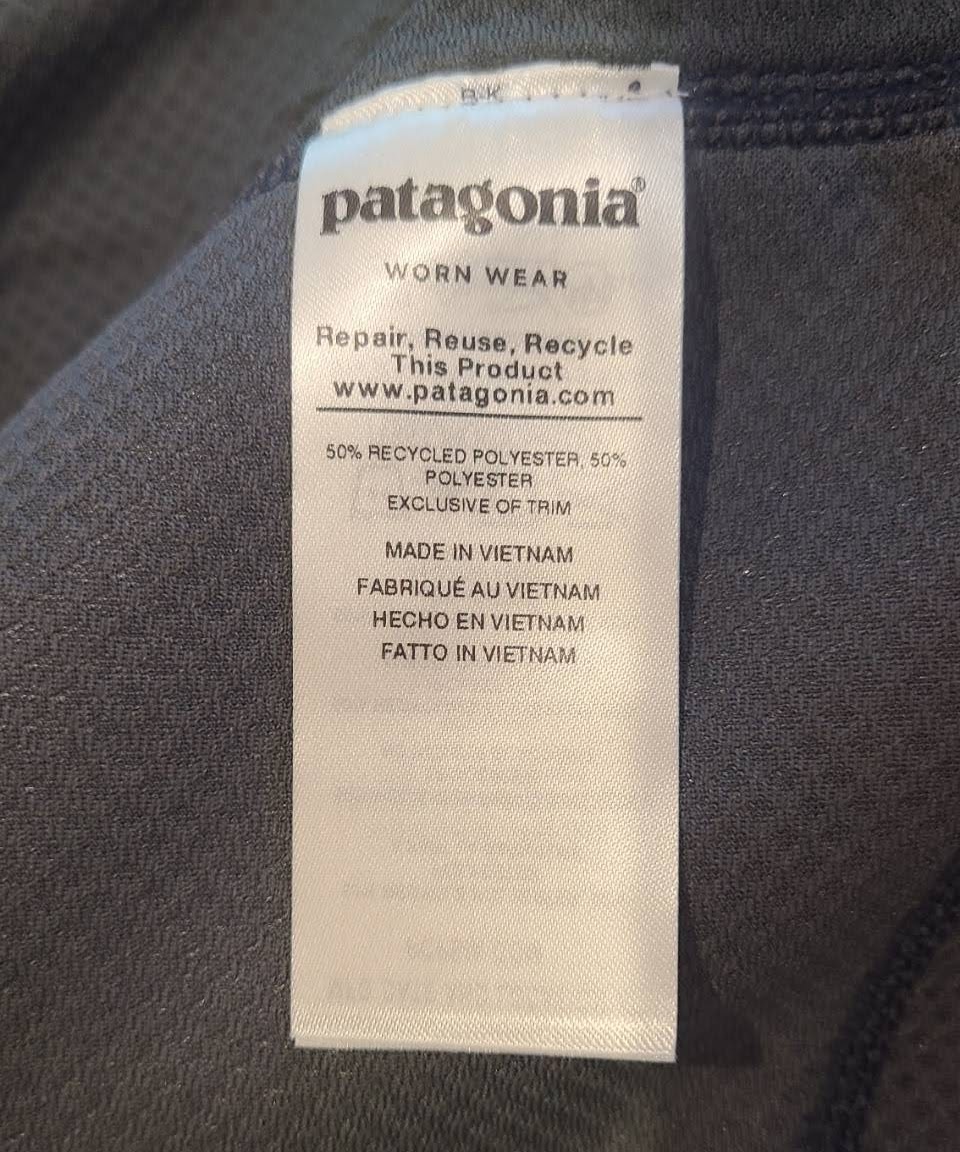 B-K
patagonia®
WORN WEAR
Repair, Reuse, Recycle
This Product
www.patagonia.com
50% RECYCLED POLYESTER, 50%
POLYESTER
EXCLUSIVE OF TRIM
MADE IN VIETNAM
FABRIQUÉ AU VIETNAM
HECHO EN VIETNAM
FATTO IN VIETNAM